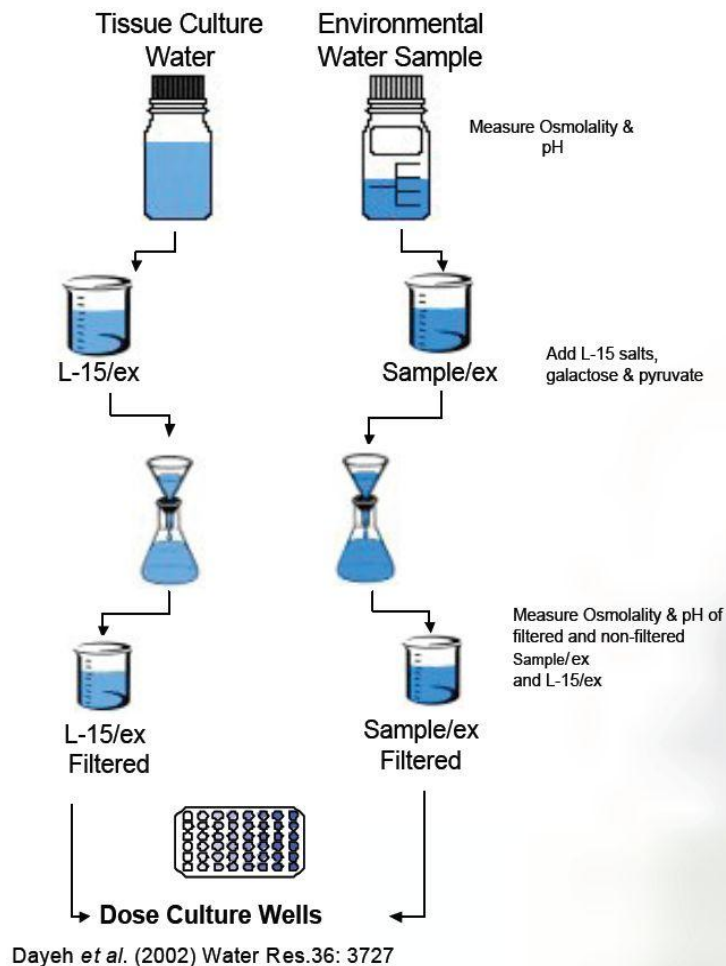 Tissue Culture
Water
Environmental
Water Sample
Measure Osmolality &
pH
L-15/ex
Sample/ex
Add L-15 salts,
galactose & pyruvate
Measure Osmolality & pH of
filtered and non-filtered
Sample/ex
and L-15/ex
L-15/ex
Filtered
Sample/ex
Filtered
Dose Culture Wells
Dayeh et al. (2002) Water Res.36: 3727